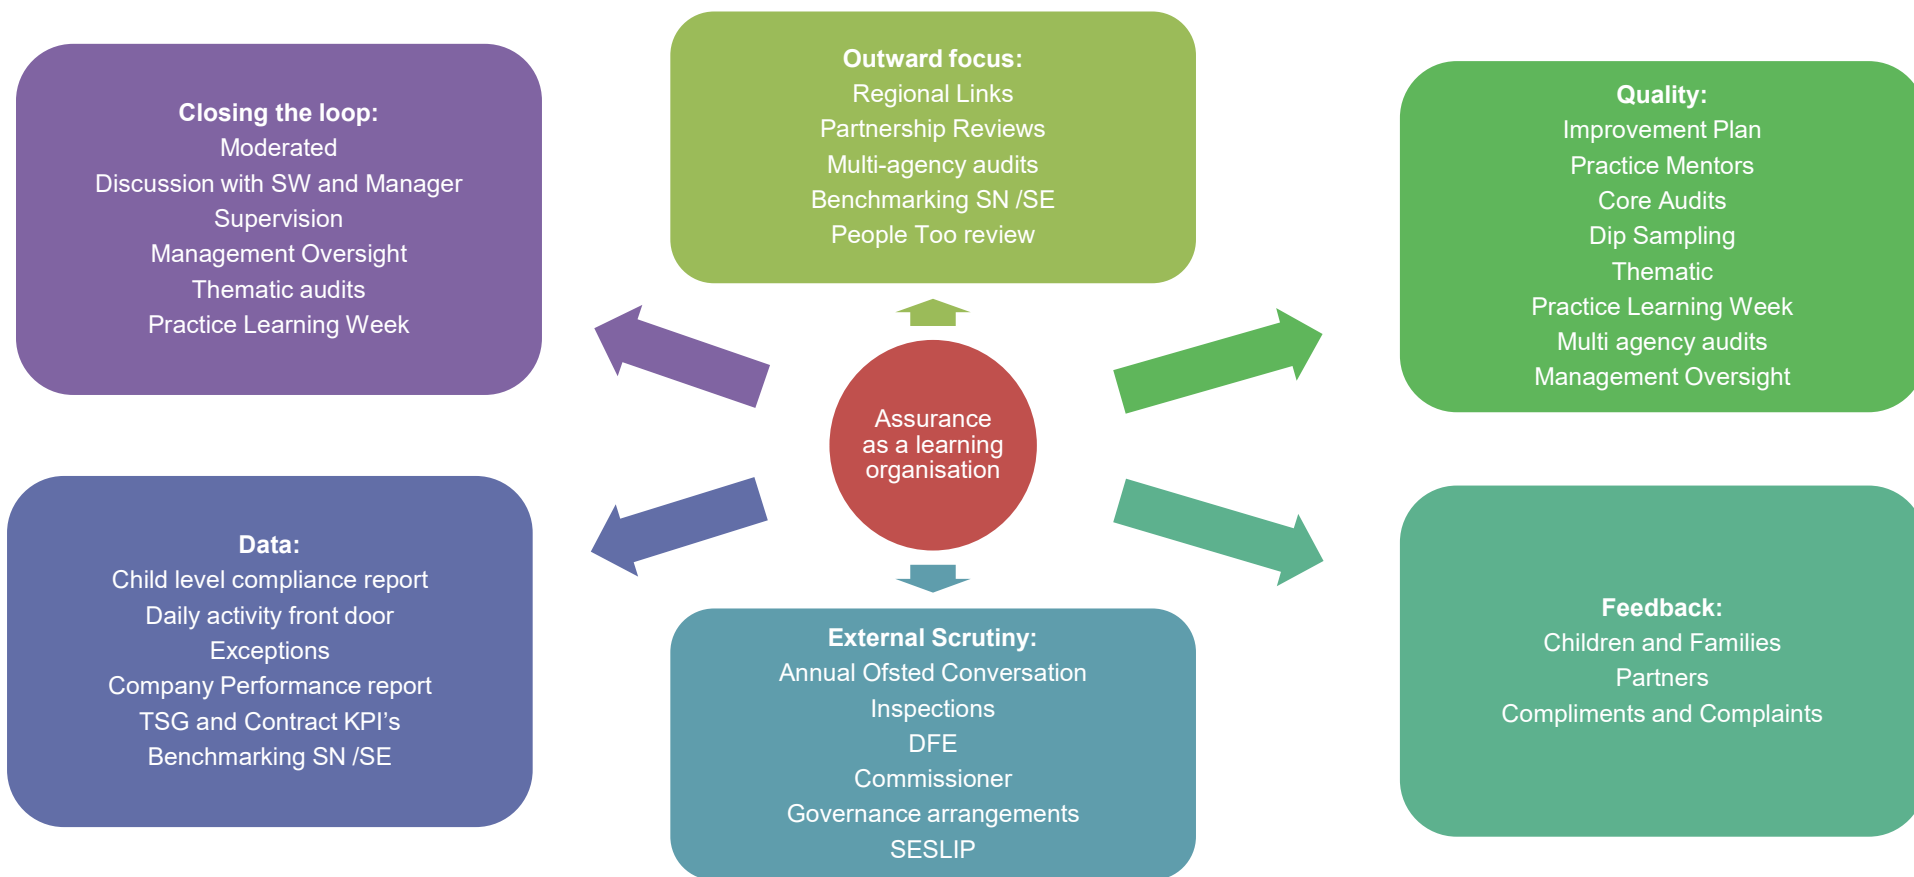 Closing the loop:
Moderated
Discussion with SW and Manager
Supervision
Management Oversight
Thematic audits
Practice Learning Week
Outward focus:
Regional Links
Partnership Reviews
Multi-agency audits
Benchmarking SN /SE
People Too review
Quality:
Improvement Plan
Practice Mentors
Core Audits
Dip Sampling
Thematic
Practice Learning Week
Multi agency audits
Management Oversight
Assurance
as a learning
organisation
Data:
Child level compliance report
Daily activity front door
Exceptions
Company Performance report
TSG and Contract KPI’s
Benchmarking SN /SE
External Scrutiny:
Annual Ofsted Conversation
Inspections
DFE
Commissioner
Governance arrangements
SESLIP
Feedback:
Children and Families
Partners
Compliments and Complaints